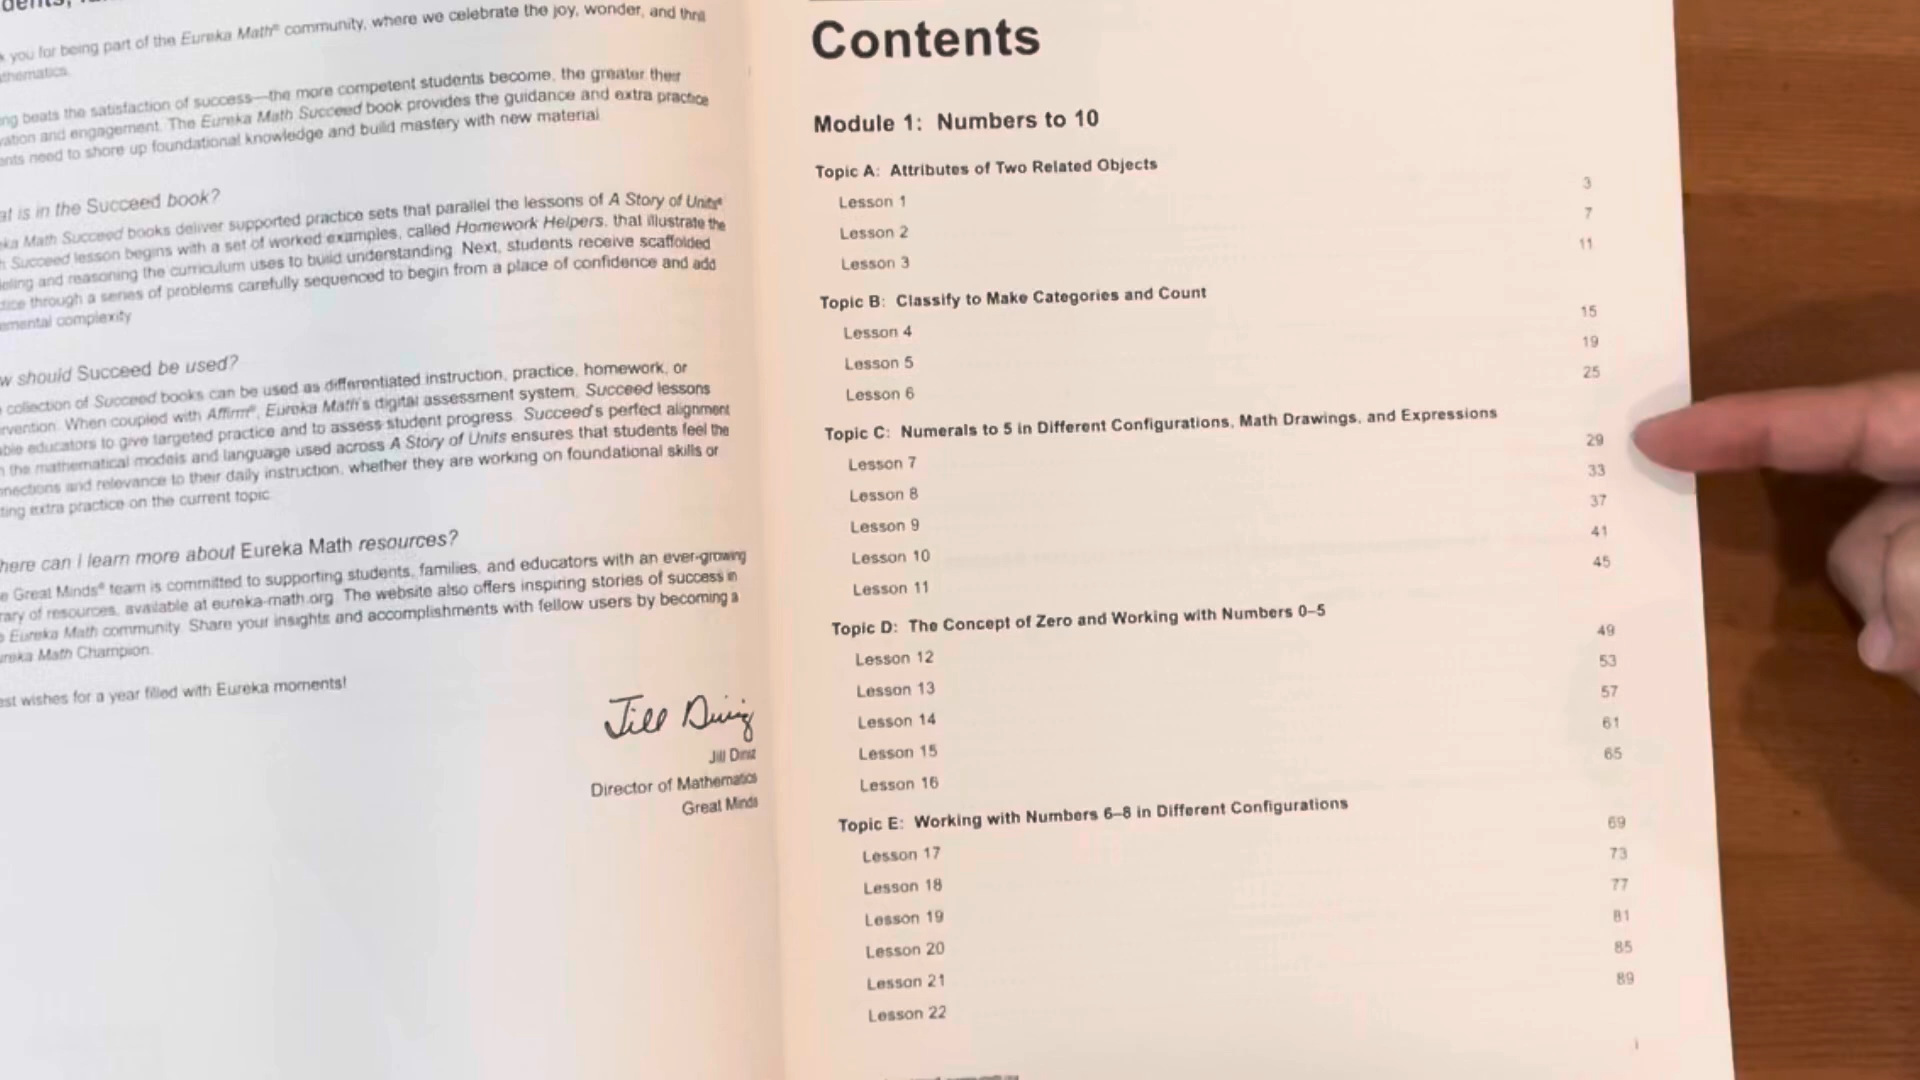 you for being part of the Eureka Math® community, where we celebrate the joy, wonder, and thrill
thematics.
ng beats the satisfaction of success—the more competent students become, the greater their
vation and engagement. The Eureka Math Succeed book provides the guidance and extra practice
ents need to shore up foundational knowledge and build mastery with new material.
at is in the Succeed book?
ka Math Succeed books deliver supported practice sets that parallel the lessons of A Story of Units®
h Succeed lesson begins with a set of worked examples, called Homework Helpers, that illustrate the
eling and reasoning the curriculum uses to build understanding. Next, students receive scaffolded
tice through a series of problems carefully sequenced to begin from a place of confidence and add
emental complexity
w should Succeed be used?
collection of Succeed books can be used as differentiated instruction, practice, homework, or
rvention. When coupled with Affirm®, Eureka Math's digital assessment system, Succeed lessons
ble educators to give targeted practice and to assess student progress. Succeed's perfect alignment
h the mathematical models and language used across A Story of Units ensures that students feel the
nections and relevance to their daily instruction, whether they are working on foundational skills or
ting extra practice on the current topic.
here can I learn more about Eureka Math resources?
e Great Minds® team is committed to supporting students, families, and educators with an ever-growing
rary of resources, available at eureka-math.org. The website also offers inspiring stories of success in
e Eureka Math community. Share your insights and accomplishments with fellow users by becoming a
ureka Math Champion.
est wishes for a year filled with Eureka moments!
Jill Diniz
Jill Diniz
Director of Mathematics
Great Minds
Contents
Module 1: Numbers to 10
Topic A: Attributes of Two Related Objects
Lesson 1 3
Lesson 2 7
Lesson 3 11
Topic B: Classify to Make Categories and Count
Lesson 4 15
Lesson 5 19
Lesson 6 25
Topic C: Numerals to 5 in Different Configurations, Math Drawings, and Expressions
Lesson 7 29
Lesson 8 33
Lesson 9 37
Lesson 10 41
Lesson 11 45
Topic D: The Concept of Zero and Working with Numbers 0–5
Lesson 12 49
Lesson 13 53
Lesson 14 57
Lesson 15 61
Lesson 16 65
Topic E: Working with Numbers 6–8 in Different Configurations
Lesson 17 69
Lesson 18 73
Lesson 19 77
Lesson 20 81
Lesson 21 85
Lesson 22 89
i